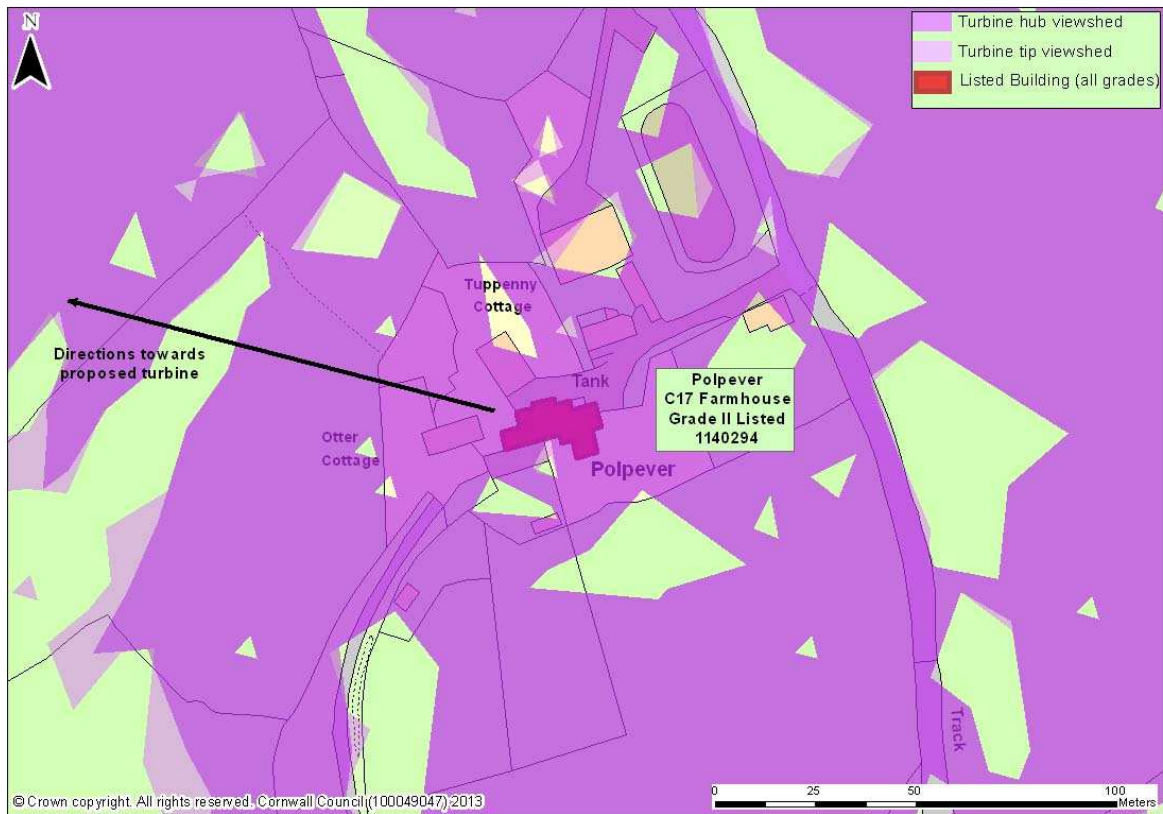 N
Turbine hub viewshed
Turbine tip viewshed
Listed Building (all grades)
Tuppenny
Cottage
Directions towards
proposed turbine
Tank
Polpever
C17 Farmhouse
Grade II Listed
1140294
Otter
Cottage
Polpever
Track
© Crown copyright. All rights reserved. Cornwall Council (100049047) 2013
0 25 50 100
Meters